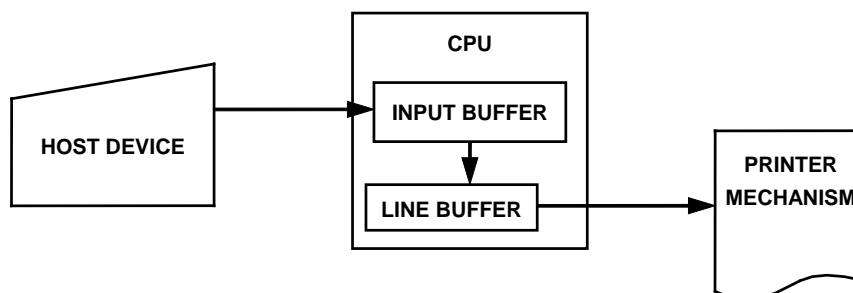 CPU
INPUT BUFFER
HOST DEVICE
LINE BUFFER
PRINTER
MECHANISM